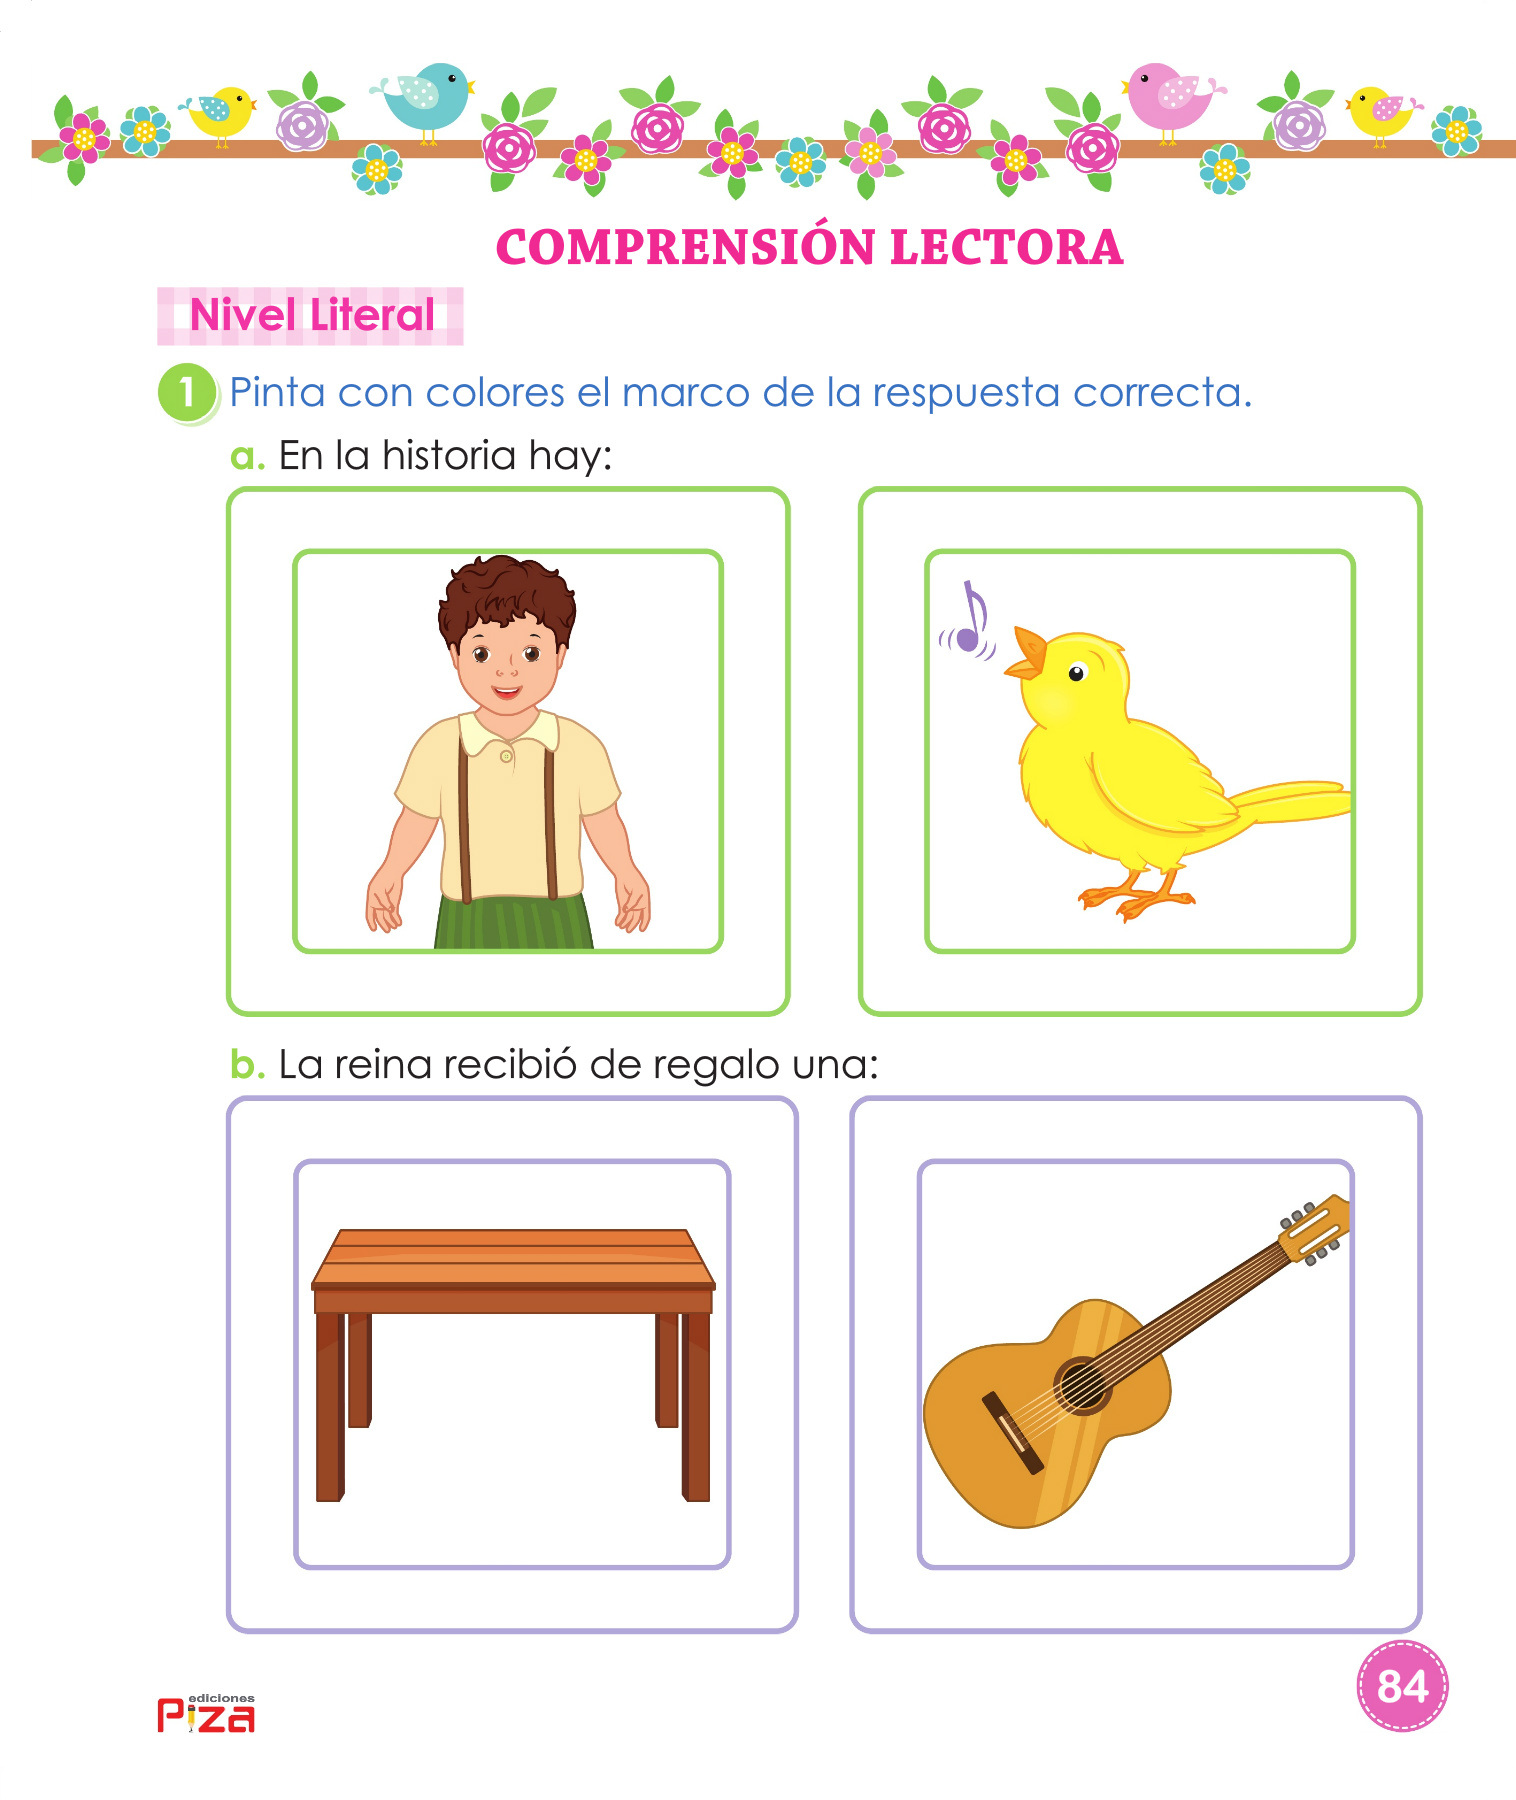 COMPRENSIÓN LECTORA
Nivel Literal
1 Pinta con colores el marco de la respuesta correcta.
a. En la historia hay:
b. La reina recibió de regalo una:
ediciones
Piza
84